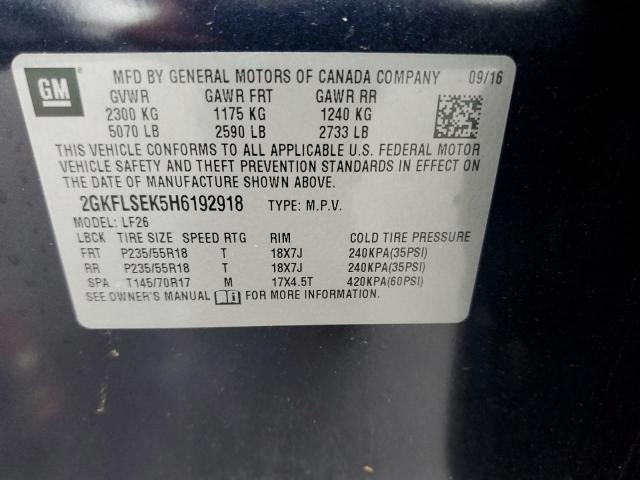 GM
MFD BY GENERAL MOTORS OF CANADA COMPANY 09/16
GVWR GAWR FRT GAWR RR
2300 KG 1175 KG 1240 KG
5070 LB 2590 LB 2733 LB
THIS VEHICLE CONFORMS TO ALL APPLICABLE U.S. FEDERAL MOTOR
VEHICLE SAFETY AND THEFT PREVENTION STANDARDS IN EFFECT ON
THE DATE OF MANUFACTURE SHOWN ABOVE.
2GKFLSEK5H6192918 TYPE: M.P.V.
MODEL: LF26
LBCK TIRE SIZE SPEED RTG RIM COLD TIRE PRESSURE
FRT P235/55R18 T 18X7J 240KPA(35PSI)
RR P235/55R18 T 18X7J 240KPA(35PSI)
SPA T145/70R17 M 17X4.5T 420KPA(60PSI)
SEE OWNER'S MANUAL FOR MORE INFORMATION.